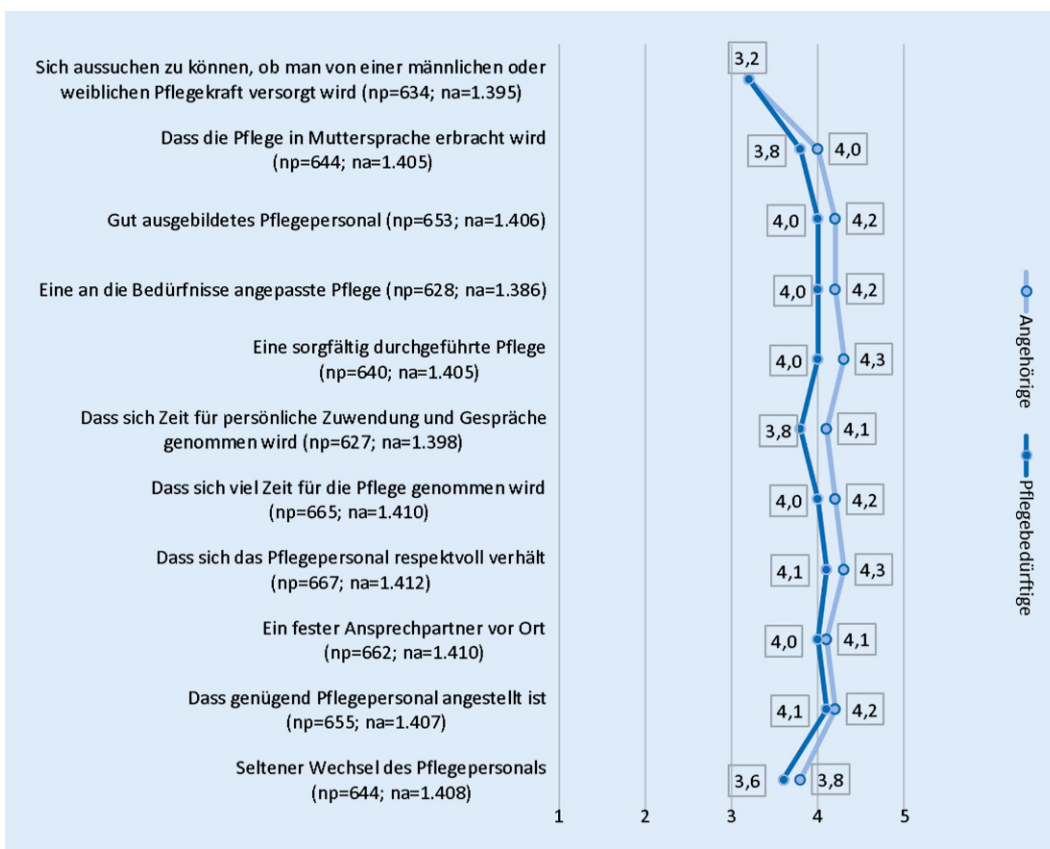 3,2
Sich aussuchen zu können, ob man von einer männlichen oder
weiblichen Pflegekraft versorgt wird (np=634; na=1.395)
Dass die Pflege in Muttersprache erbracht wird
(np=644; na=1.405)
3,8
4,0
Gut ausgebildetes Pflegepersonal (np=653; na=1.406)
4,0
4,2
Eine an die Bedürfnisse angepasste Pflege (np=628; na=1.386)
4,0
4,2
Eine sorgfältig durchgeführte Pflege
(np=640; na=1.405)
4,0
4,3
Dass sich Zeit für persönliche Zuwendung und Gespräche
genommen wird (np=627; na=1.398)
3,8
4,1
Dass sich viel Zeit für die Pflege genommen wird
(np=665; na=1.410)
4,0
4,2
Dass sich das Pflegepersonal respektvoll verhält
(np=667; na=1.412)
4,1
4,3
Ein fester Ansprechpartner vor Ort
(np=662; na=1.410)
4,0
4,1
Dass genügend Pflegepersonal angestellt ist
(np=655; na=1.407)
4,1
4,2
Seltener Wechsel des Pflegepersonals
(np=644; na=1.408)
3,6
3,8
1 2 3 4 5
Angehörige
Pflegebedürftige